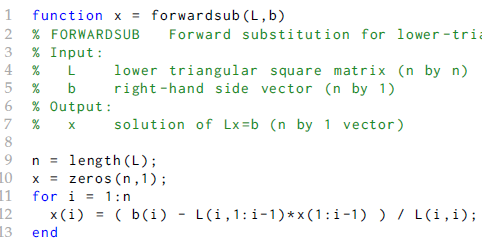 1 function x = forwardsub(L,b)
2 % FORWARDSUB   Forward substitution for lower-tria
3 % Input:
4 %   L    lower triangular square matrix (n by n)
5 %   b    right-hand side vector (n by 1)
6 % Output:
7 %   x    solution of Lx=b (n by 1 vector)
8
9 n = length(L);
10 x = zeros(n,1);
11 for i = 1:n
12   x(i) = ( b(i) - L(i,1:i-1)*x(1:i-1) ) / L(i,i);
13 end